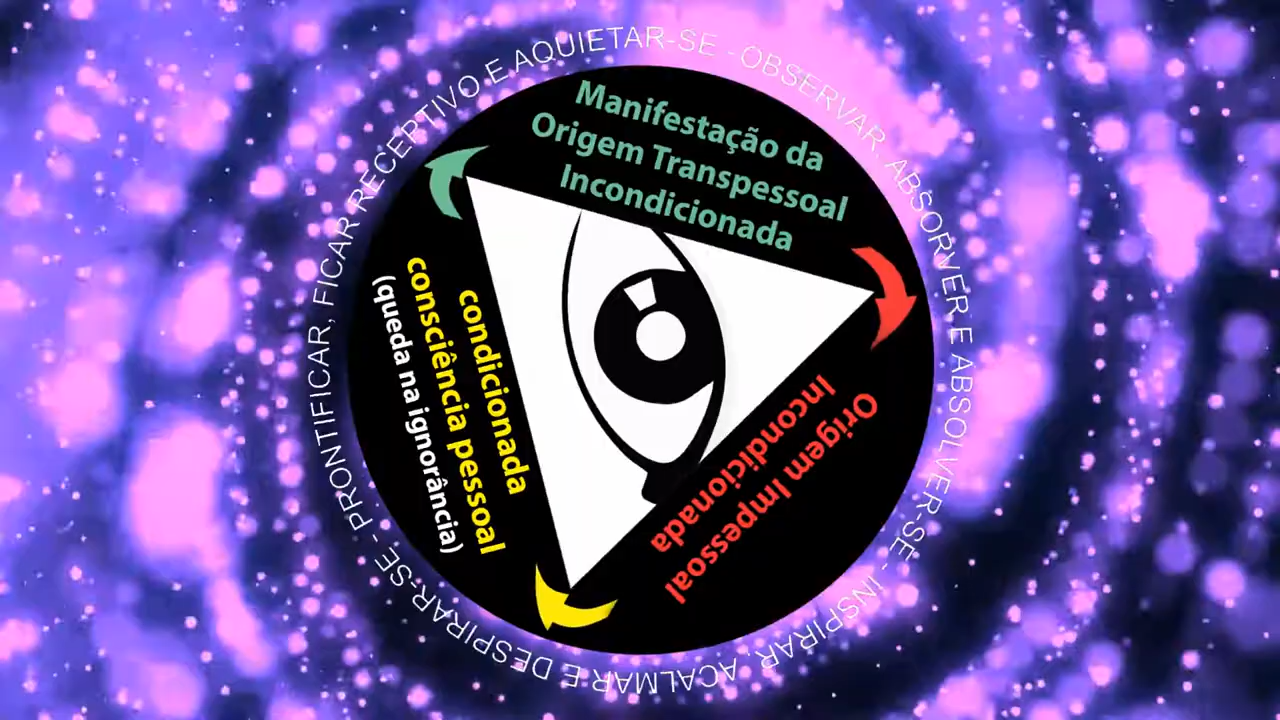 PRONTIFICAR, FICAR RECEPTIVO E AQUIETAR-SE - OBSERVAR, ABSORVER E ABSOLVER-SE - INSPIRAR, ACALMAR E DESPIRAR-SE -
Manifestação da
Origem Transpessoal
Incondicionada
Origem Impessoal
Incondicionada
condicionada
consciência pessoal
(queda na ignorância)